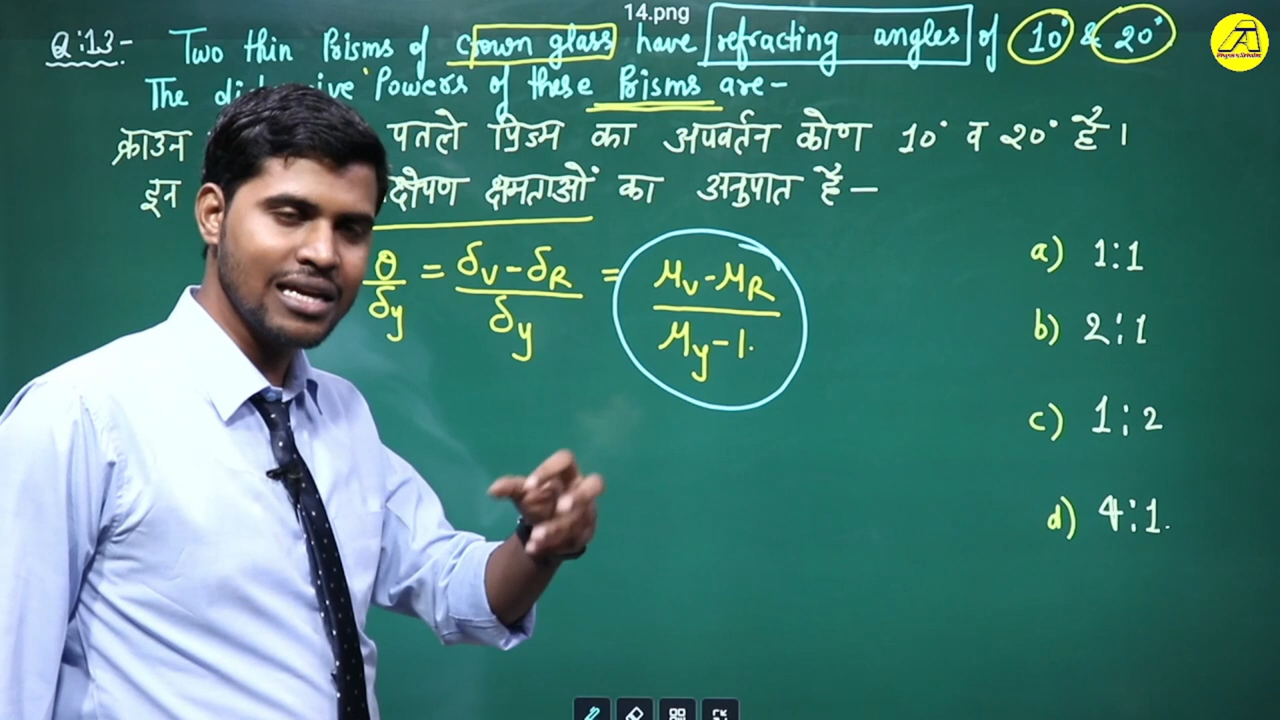 14.png
Q:13- Two thin Prisms of crown glass have refracting angles of 10° & 20°
The Powers of these Prisms are-
क्राउन पतले प्रिज्म का अपवर्तन कोण 10° व 20° है।
इन क्षेपण क्षमताओं का अनुपात है –
θ/δy = (δV - δR)/δy = (μV - μR)/(μy - 1)
a) 1:1
b) 2:1
c) 1:2
d) 4:1